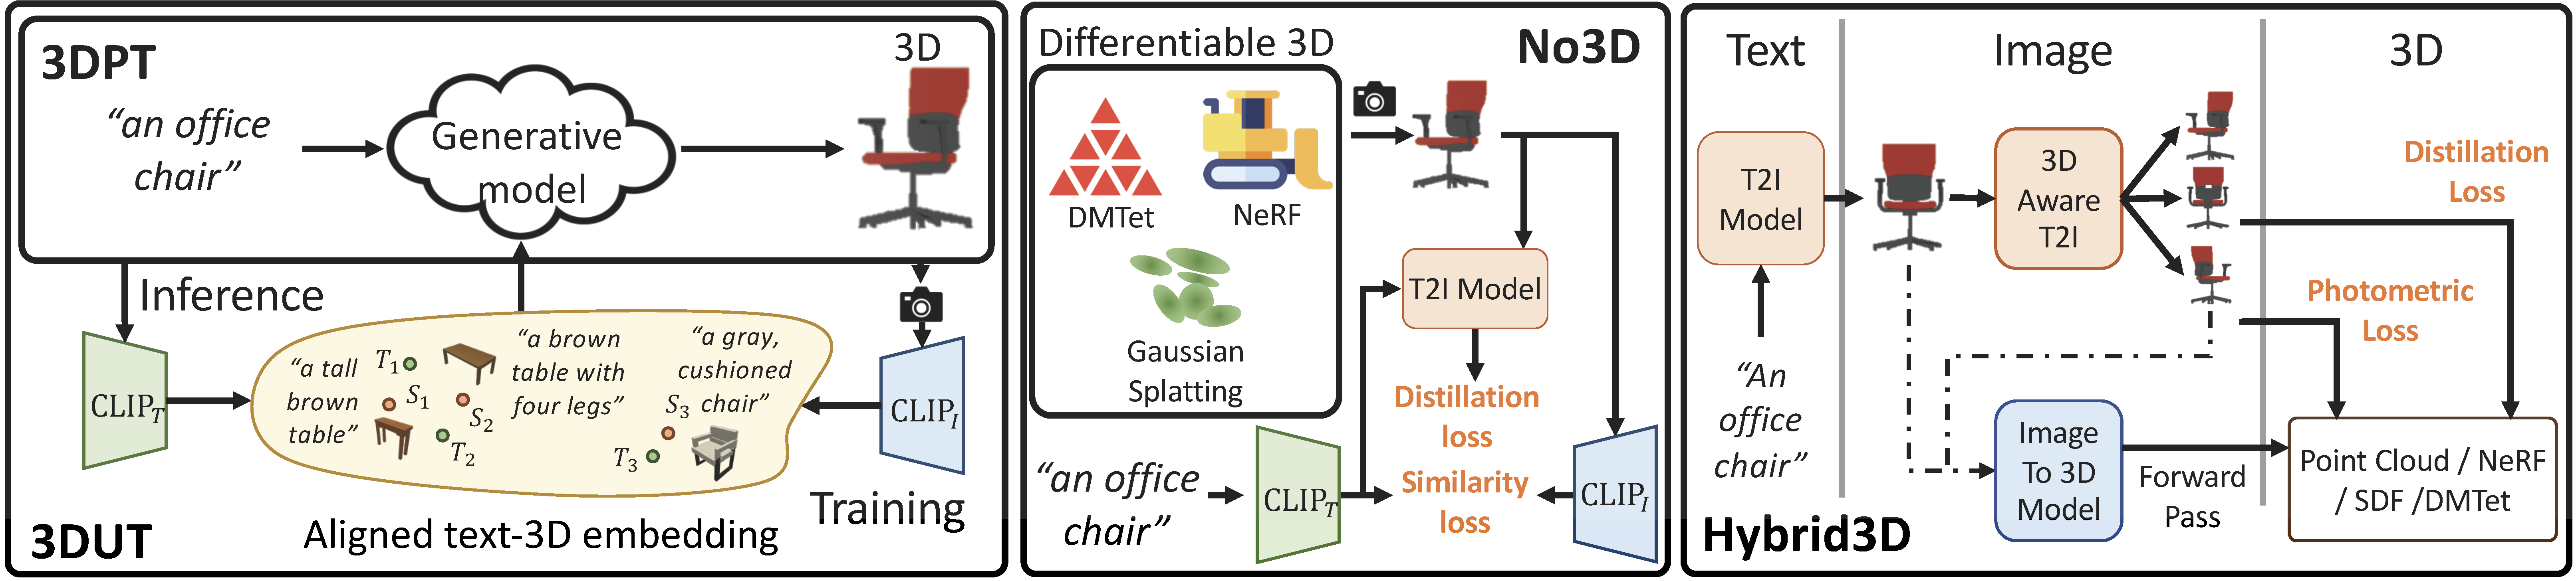 3DPT
3D
“an office
chair”
Generative
model
Inference
CLIP_T
“a tall
brown
table”
T_1
S_1
S_2
T_2
“a brown
table with
four legs”
“a gray,
cushioned
chair”
S_3
T_3
CLIP_I
Training
Aligned text-3D embedding
3DUT
Differentiable 3D
No3D
DMTet
NeRF
Gaussian
Splatting
T2I Model
Distillation
loss
Similarity
loss
“an office
chair”
CLIP_T
CLIP_I
Text
Image
3D
T2I
Model
3D
Aware
T2I
Distillation
Loss
Photometric
Loss
“An
office
chair”
Image
To 3D
Model
Forward
Pass
Point Cloud / NeRF
/ SDF /DMTet
Hybrid3D